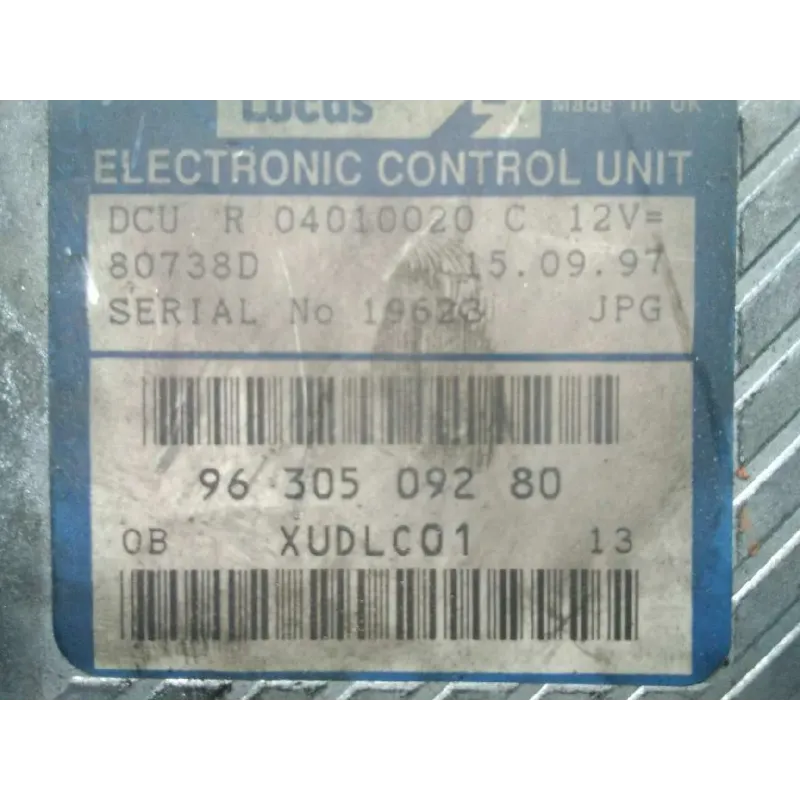 Lucas Made in UK
ELECTRONIC CONTROL UNIT
DCU R 04010020 C 12V=
80738D 15.09.97
SERIAL No 19623 JPG
96 305 092 80
0B XUDLC01 13